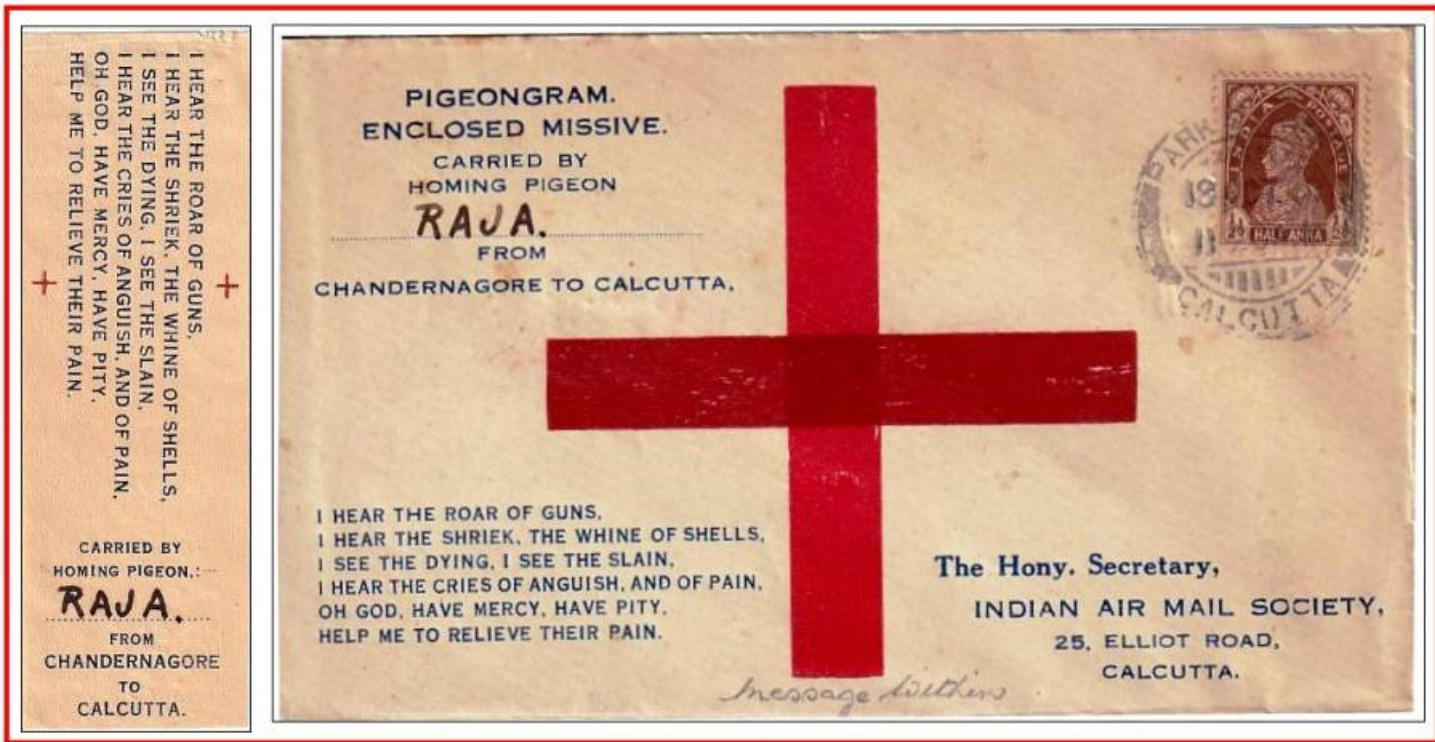 I HEAR THE ROAR OF GUNS,
I HEAR THE SHRIEK, THE WHINE OF SHELLS,
I SEE THE DYING, I SEE THE SLAIN,
I HEAR THE CRIES OF ANGUISH, AND OF PAIN,
OH GOD, HAVE MERCY, HAVE PITY.
HELP ME TO RELIEVE THEIR PAIN.
CARRIED BY
HOMING PIGEON,:
RAJA.
FROM
CHANDERNAGORE
TO
CALCUTTA.
PIGEONGRAM.
ENCLOSED MISSIVE.
CARRIED BY
HOMING PIGEON
RAJA.
FROM
CHANDERNAGORE TO CALCUTTA.
INDIA POSTAGE
HALF ANNA
PARK
18
CALCUTTA
I HEAR THE ROAR OF GUNS,
I HEAR THE SHRIEK, THE WHINE OF SHELLS,
I SEE THE DYING, I SEE THE SLAIN,
I HEAR THE CRIES OF ANGUISH, AND OF PAIN,
OH GOD, HAVE MERCY, HAVE PITY.
HELP ME TO RELIEVE THEIR PAIN.
The Hony. Secretary,
INDIAN AIR MAIL SOCIETY,
25, ELLIOT ROAD,
CALCUTTA.
message within